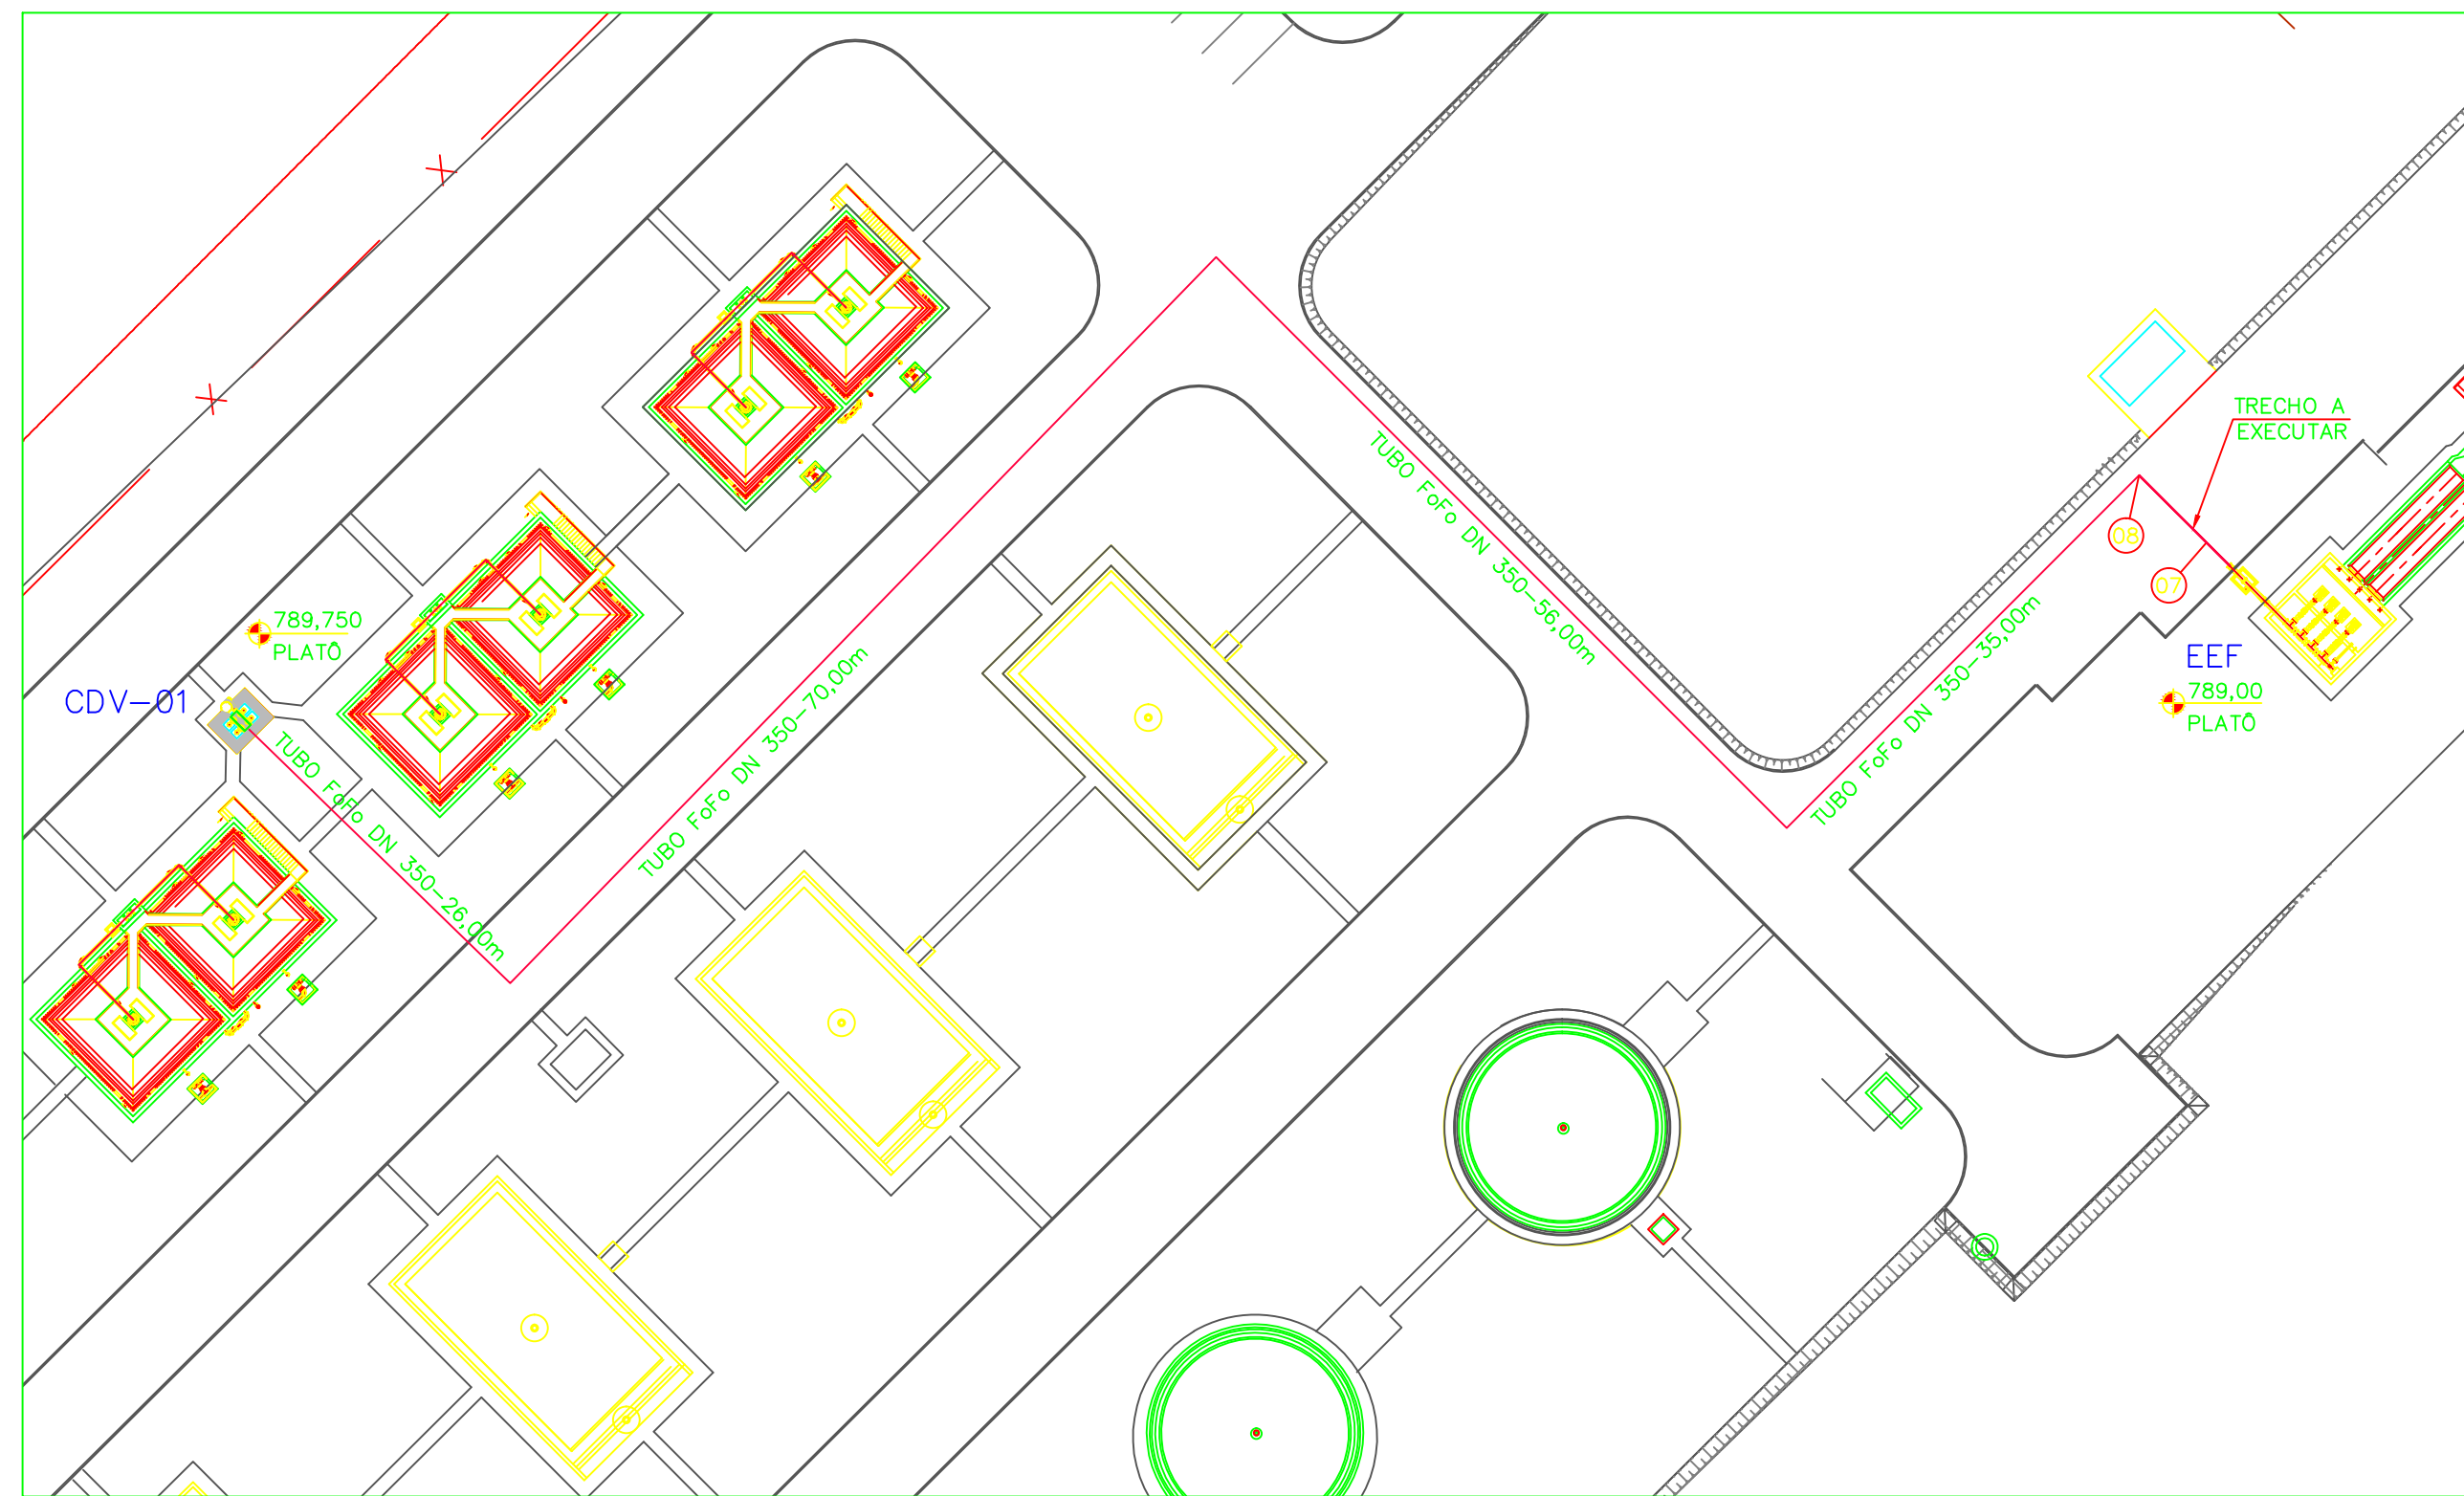 TRECHO A
EXECUTAR
TUBO FoFo DN 350-56,00m
08
07
789,750
PLATÔ
CDV-01
TUBO FoFo DN 350-70,00m
TUBO FoFo DN 350-35,00m
EEF
789,00
PLATÔ
TUBO FoFo DN 350-26,00m